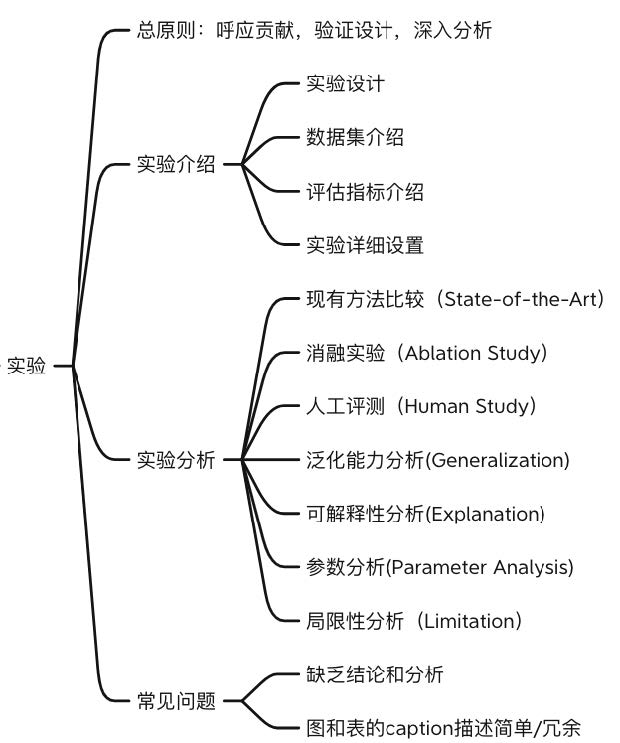 总原则：呼应贡献，验证设计，深入分析
实验设计
数据集介绍
实验介绍
评估指标介绍
实验详细设置
现有方法比较（State-of-the-Art）
消融实验（Ablation Study）
实验
人工评测（Human Study）
实验分析
泛化能力分析(Generalization)
可解释性分析(Explanation)
参数分析(Parameter Analysis)
局限性分析（Limitation）
缺乏结论和分析
常见问题
图和表的caption描述简单/冗余